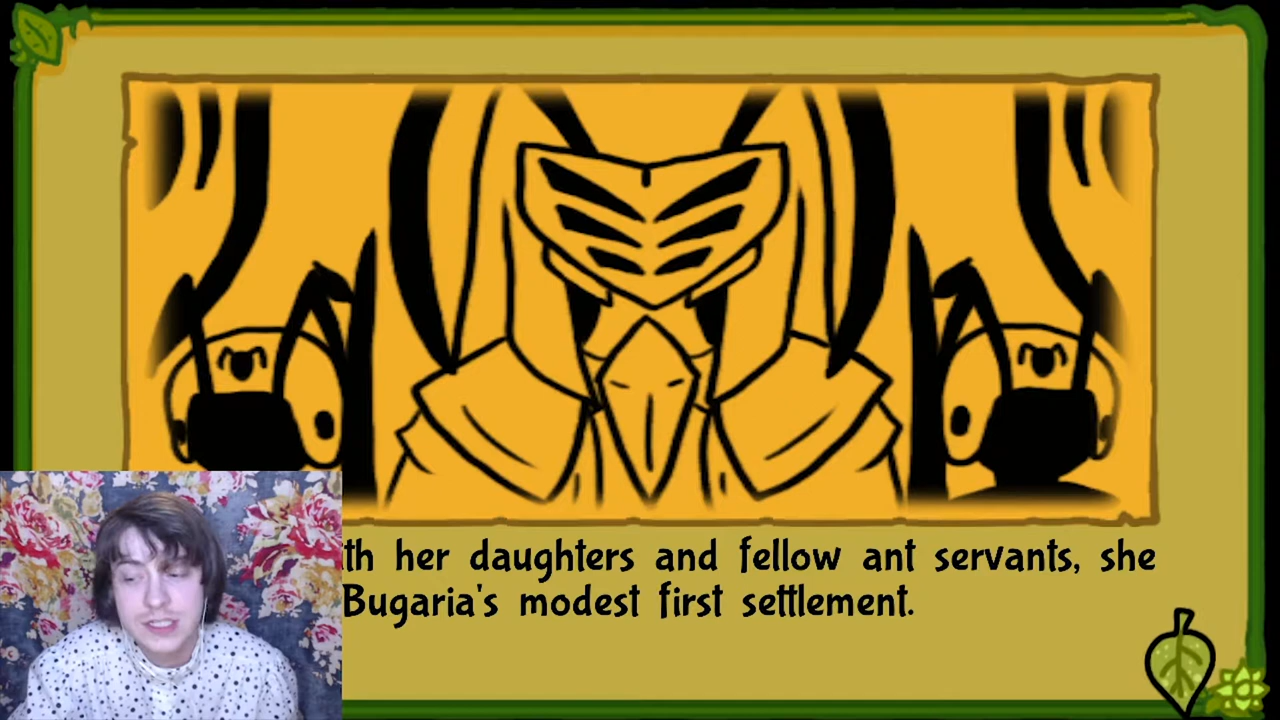 th her daughters and fellow ant servants, she
Bugaria's modest first settlement.